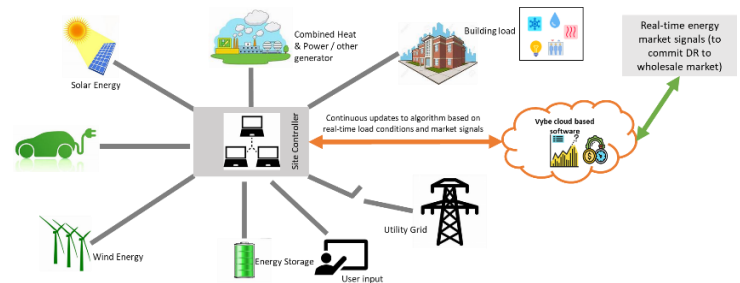 Solar Energy
Combined Heat
& Power / other
generator
Building load
Real-time energy
market signals (to
commit DR to
wholesale market)
Site Controller
Continuous updates to algorithm based on
real-time load conditions and market signals
Vybe cloud based
software
?
$
Wind Energy
Energy Storage
User input
Utility Grid